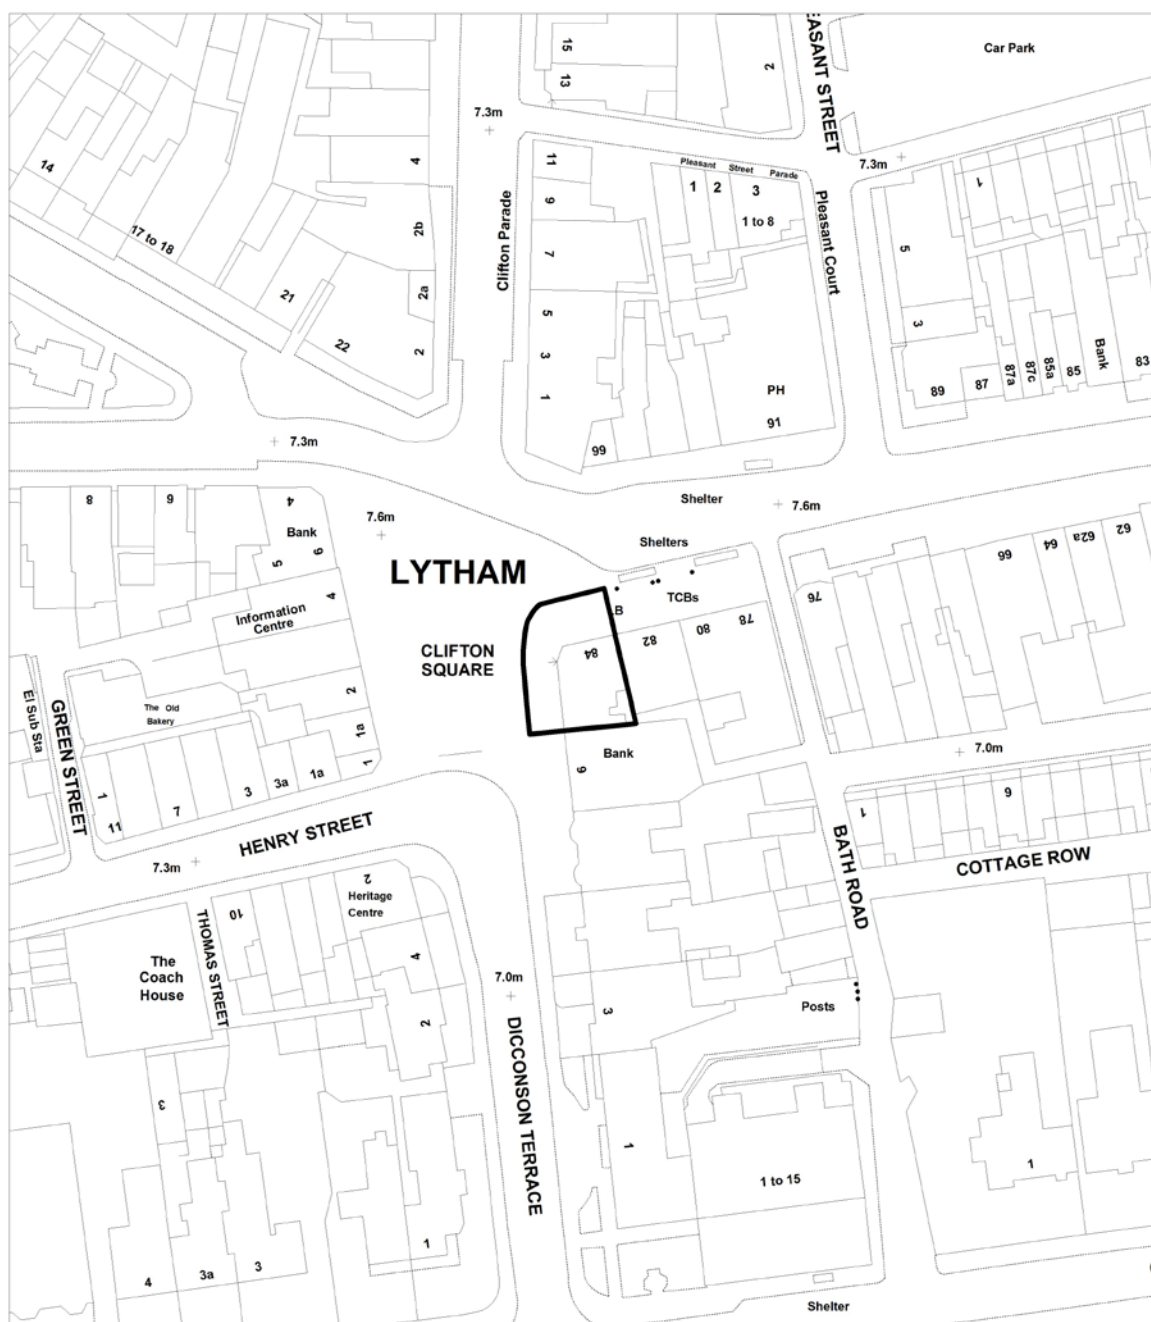 EASANT STREET
Car Park
15
13
2
7.3m
7.3m
14
4
11
Pleasant Street Parade
1
2
3
1
9
1 to 8
17 to 18
2b
Clifton Parade
7
Pleasant Court
5
21
2a
5
3
22
2
3
1
PH
89
87
87a
87c
85a
85
Bank
83
91
99
7.3m
Shelter
7.6m
8
6
4
7.6m
Bank
5
6
Shelters
66
64
62a
62
LYTHAM
TCBs
76
Information
Centre
4
LB
CLIFTON
SQUARE
84
82
80
78
El Sub Sta
GREEN STREET
The Old
Bakery
2
1a
Bank
7.0m
1
11
7
3
3a
1a
1
6
1
9
HENRY STREET
BATH ROAD
COTTAGE ROW
7.3m
2
Heritage
Centre
10
THOMAS STREET
The
Coach
House
4
7.0m
3
Posts
2
DICCONSON TERRACE
3
1
1
1 to 15
1
4
3a
3
Shelter